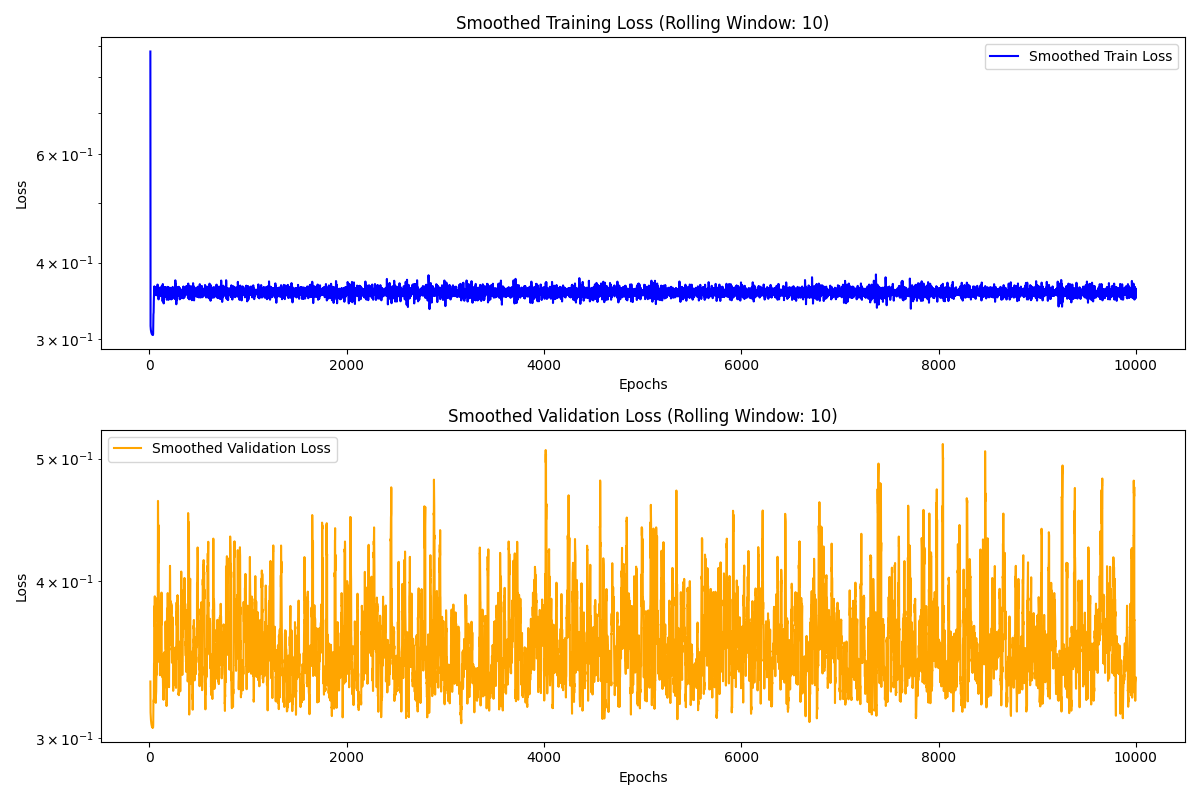 Smoothed Training Loss (Rolling Window: 10)
Smoothed Train Loss
6 × 10⁻¹
4 × 10⁻¹
3 × 10⁻¹
Loss
0 2000 4000 6000 8000 10000
Epochs
Smoothed Validation Loss (Rolling Window: 10)
Smoothed Validation Loss
5 × 10⁻¹
4 × 10⁻¹
3 × 10⁻¹
Loss
0 2000 4000 6000 8000 10000
Epochs